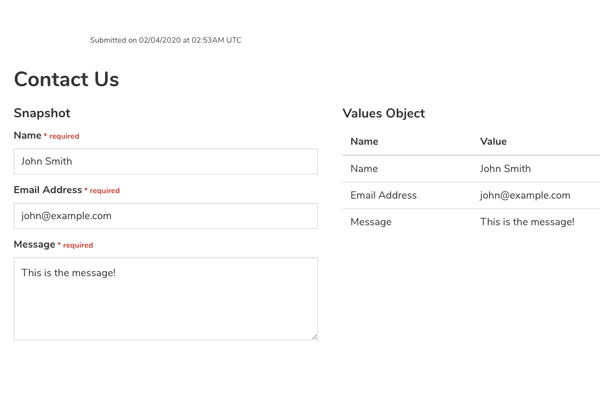 Submitted on 02/04/2020 at 02:53AM UTC
Contact Us
Snapshot
Name * required
John Smith
Email Address * required
john@example.com
Message * required
This is the message!
Values Object
Name Value
Name John Smith
Email Address john@example.com
Message This is the message!